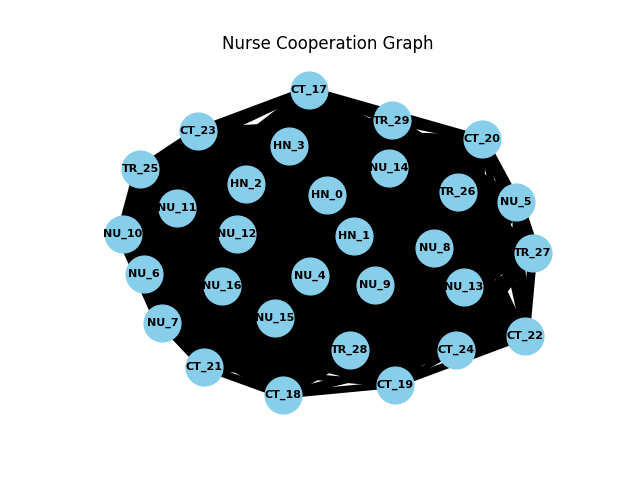 Nurse Cooperation Graph
CT_17
TR_29
CT_23
CT_20
HN_3
NU_14
TR_25
HN_2
TR_26
HN_0
NU_5
NU_11
NU_10
NU_12
HN_1
NU_8
TR_27
NU_6
NU_4
NU_16
NU_9
NU_13
NU_15
NU_7
CT_22
TR_28
CT_24
CT_21
CT_19
CT_18